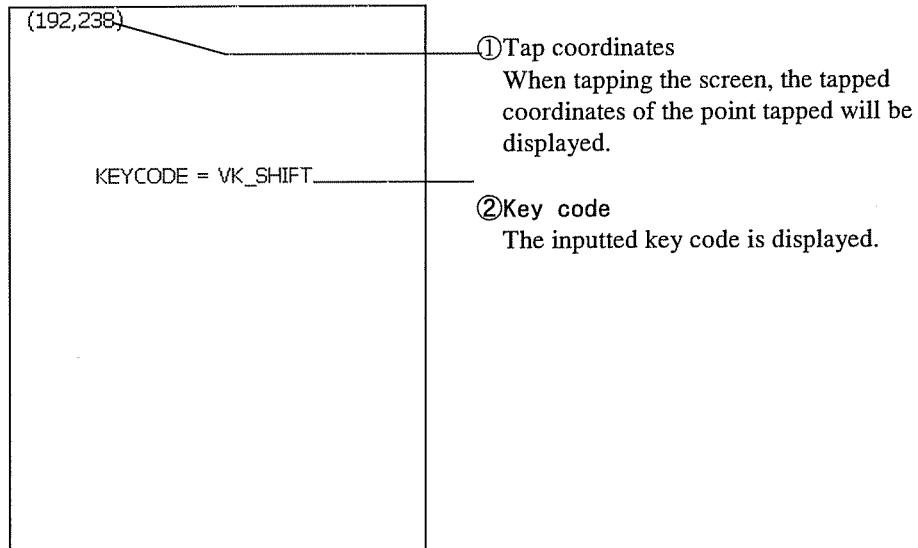 (192,238)
①Tap coordinates
When tapping the screen, the tapped
coordinates of the point tapped will be
displayed.
KEYCODE = VK_SHIFT
②Key code
The inputted key code is displayed.